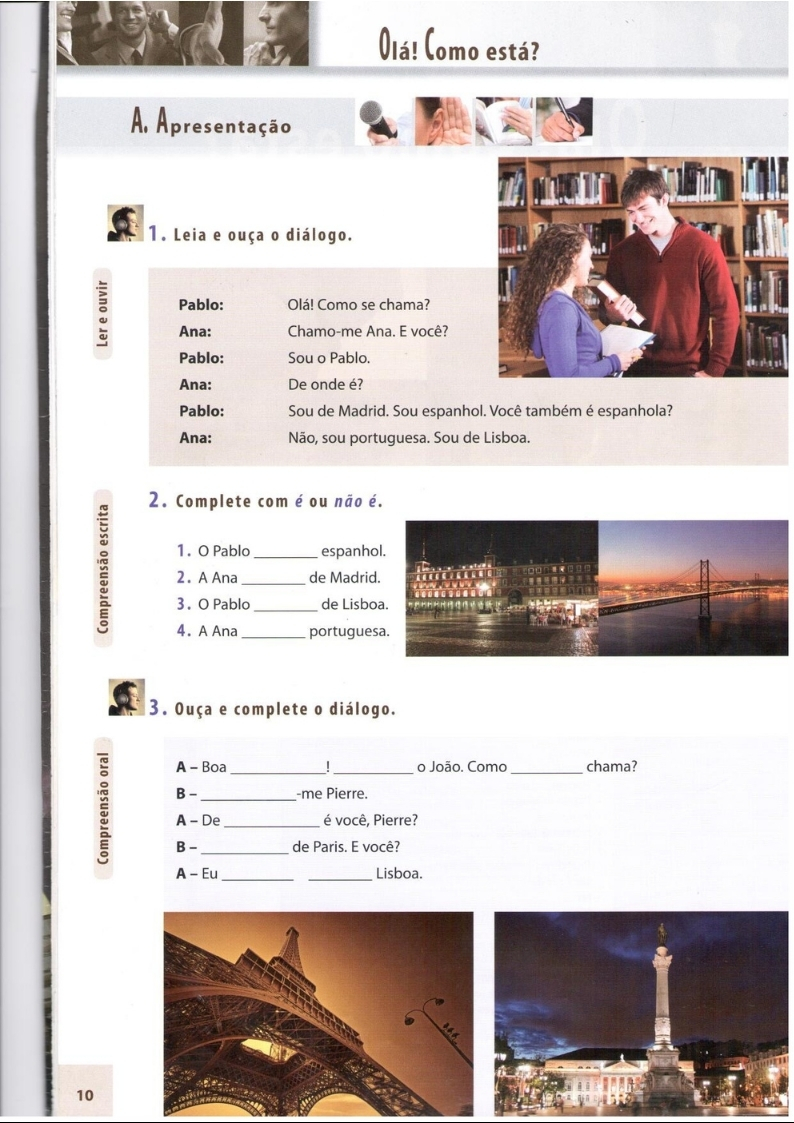 Olá! Como está?
A. Apresentação
1. Leia e ouça o diálogo.
Ler e ouvir
Pablo: Olá! Como se chama?
Ana: Chamo-me Ana. E você?
Pablo: Sou o Pablo.
Ana: De onde é?
Pablo: Sou de Madrid. Sou espanhol. Você também é espanhola?
Ana: Não, sou portuguesa. Sou de Lisboa.
2. Complete com é ou não é.
Compreensão escrita
1. O Pablo ________ espanhol.
2. A Ana ________ de Madrid.
3. O Pablo ________ de Lisboa.
4. A Ana ________ portuguesa.
3. Ouça e complete o diálogo.
Compreensão oral
A – Boa ____________! __________ o João. Como _________ chama?
B – ____________-me Pierre.
A – De ____________ é você, Pierre?
B – ___________ de Paris. E você?
A – Eu _________ ________ Lisboa.
10